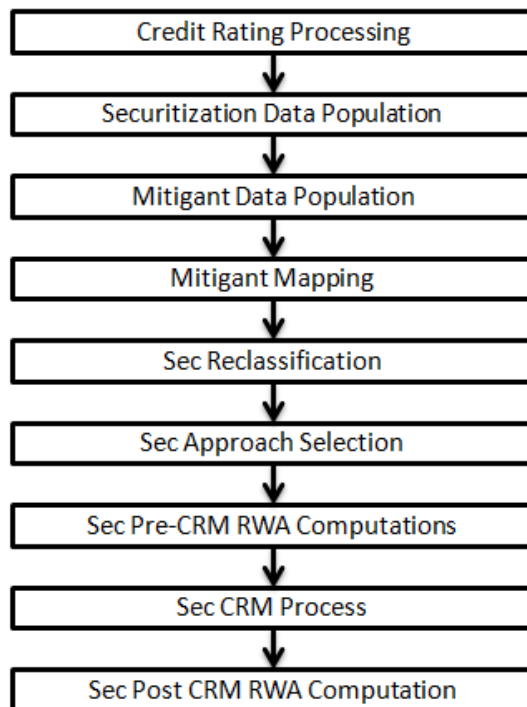 Credit Rating Processing
Securitization Data Population
Mitigant Data Population
Mitigant Mapping
Sec Reclassification
Sec Approach Selection
Sec Pre-CRM RWA Computations
Sec CRM Process
Sec Post CRM RWA Computation